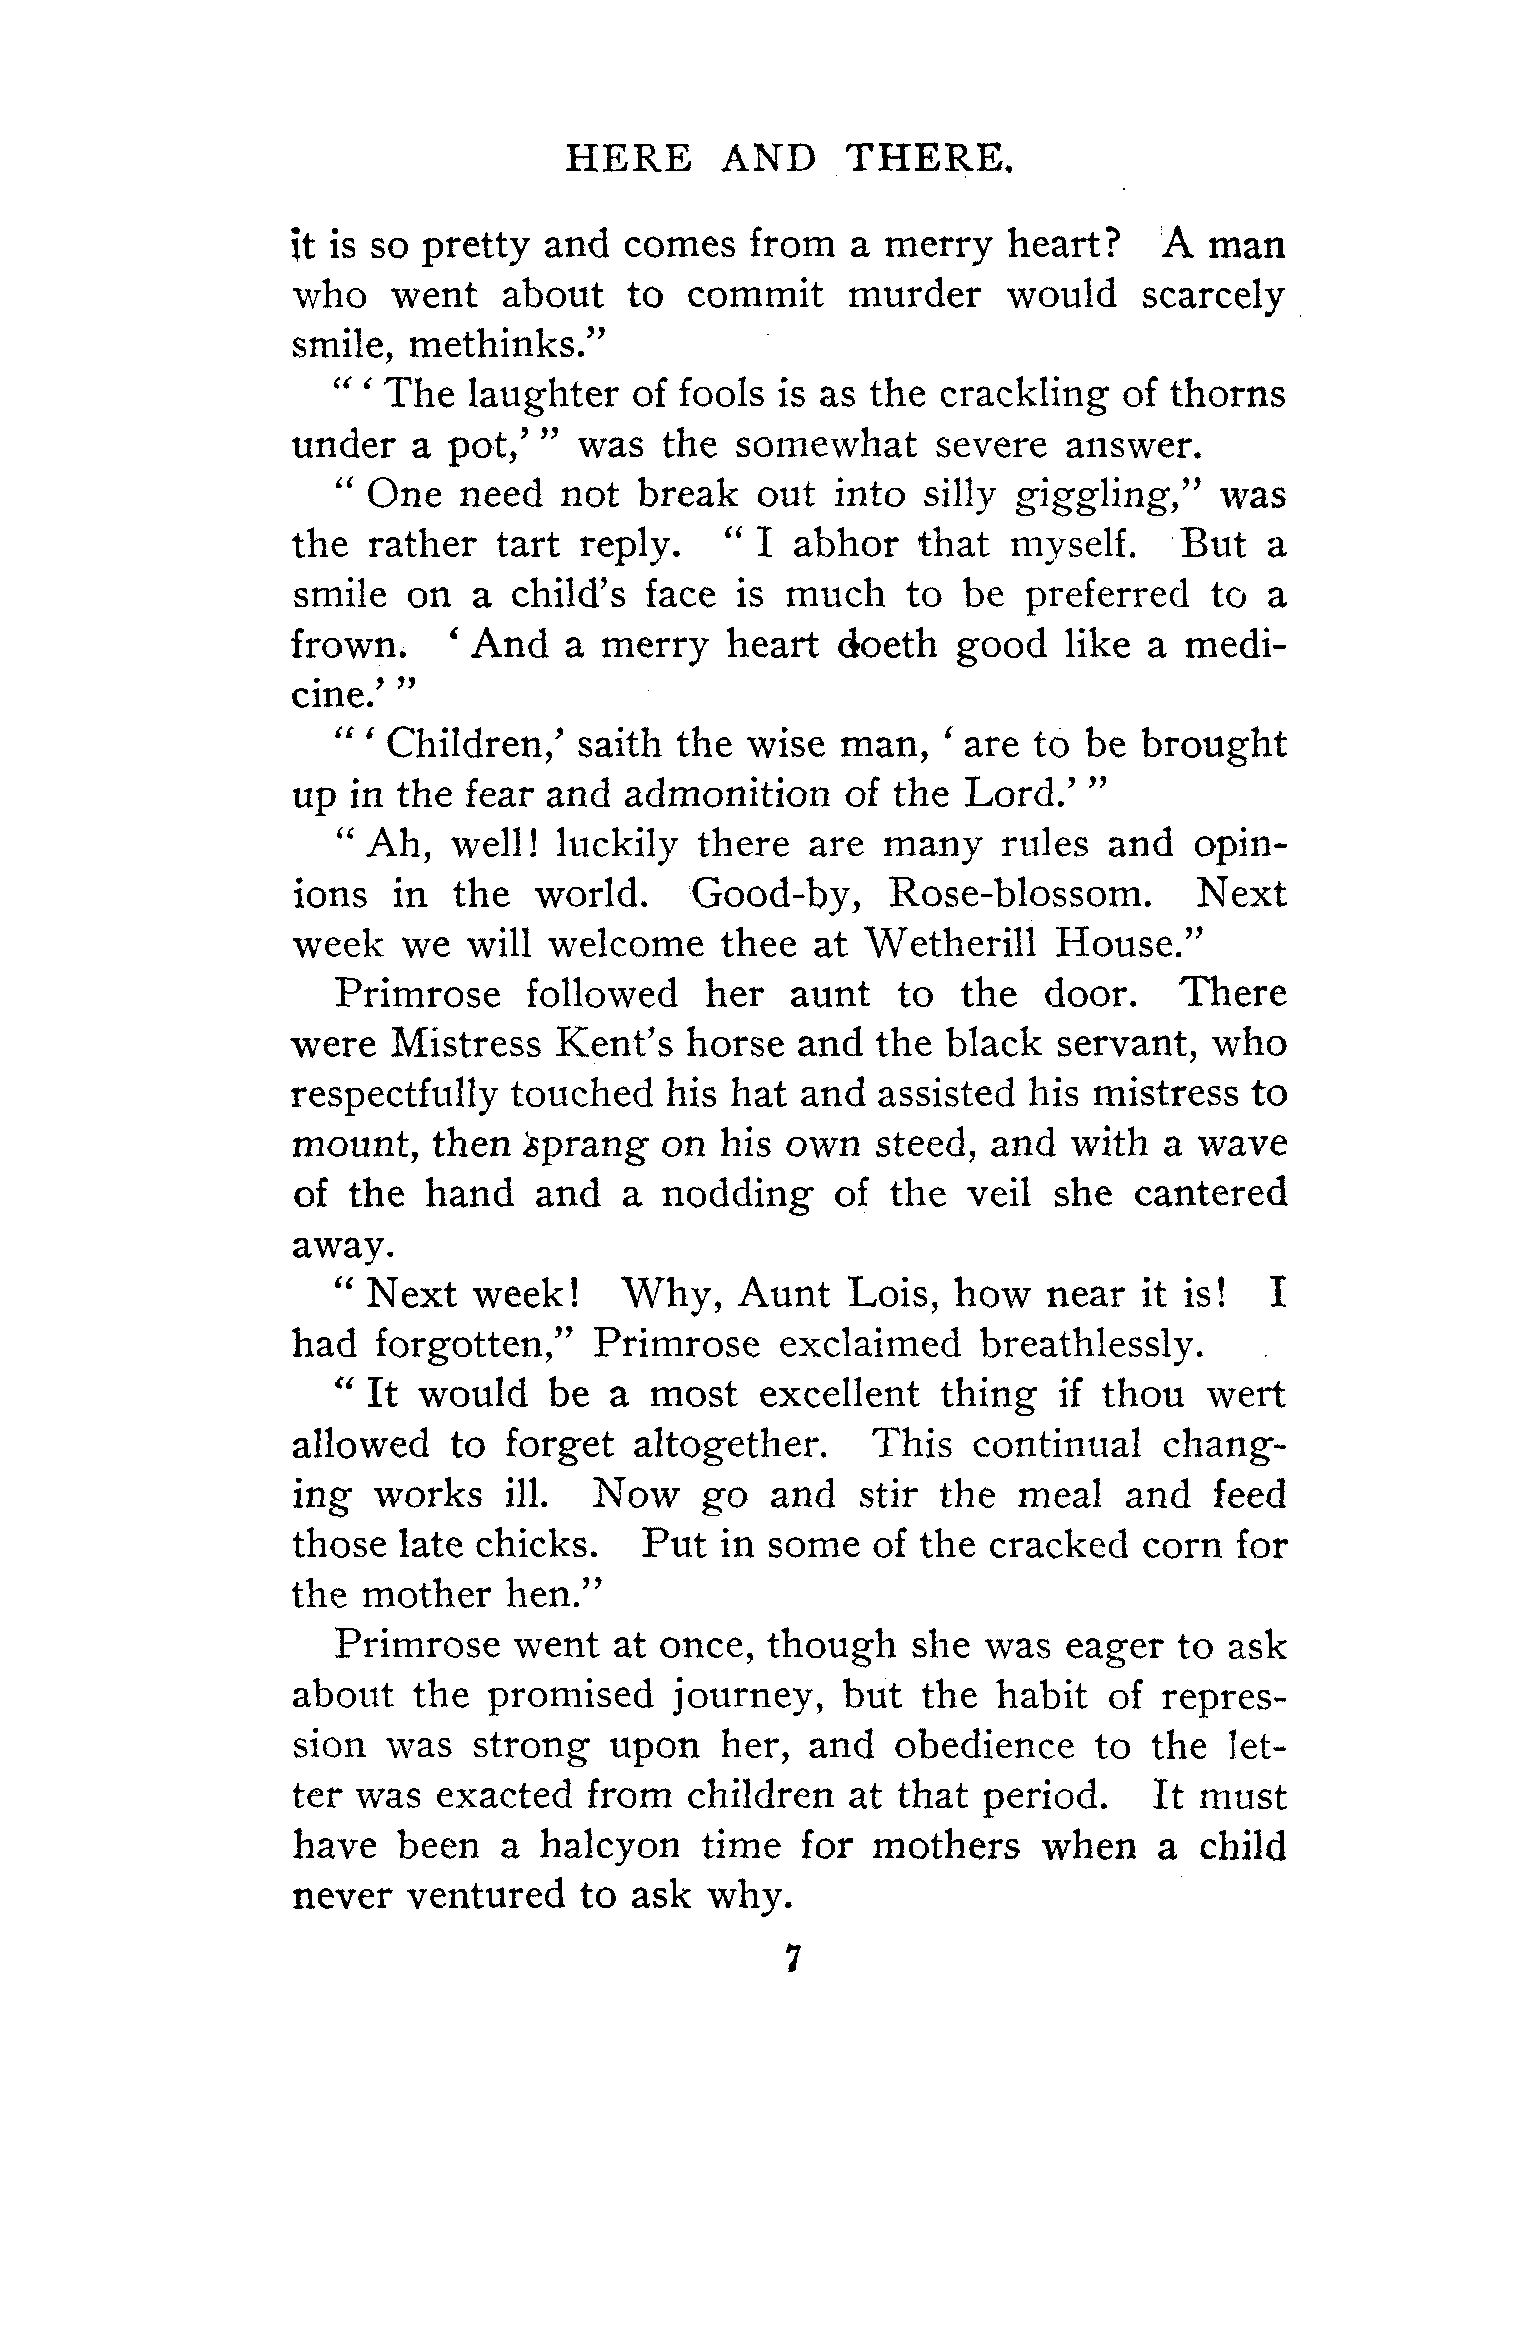 HERE AND THERE.
it is so pretty and comes from a merry heart? A man
who went about to commit murder would scarcely
smile, methinks.”
“‘The laughter of fools is as the crackling of thorns
under a pot,’” was the somewhat severe answer.
“One need not break out into silly giggling,” was
the rather tart reply. “I abhor that myself. But a
smile on a child’s face is much to be preferred to a
frown. ‘And a merry heart doeth good like a medi-
cine.’”
“‘Children,’ saith the wise man, ‘are to be brought
up in the fear and admonition of the Lord.’”
“Ah, well! luckily there are many rules and opin-
ions in the world. Good-by, Rose-blossom. Next
week we will welcome thee at Wetherill House.”
Primrose followed her aunt to the door. There
were Mistress Kent’s horse and the black servant, who
respectfully touched his hat and assisted his mistress to
mount, then sprang on his own steed, and with a wave
of the hand and a nodding of the veil she cantered
away.
“Next week! Why, Aunt Lois, how near it is! I
had forgotten,” Primrose exclaimed breathlessly.
“It would be a most excellent thing if thou wert
allowed to forget altogether. This continual chang-
ing works ill. Now go and stir the meal and feed
those late chicks. Put in some of the cracked corn for
the mother hen.”
Primrose went at once, though she was eager to ask
about the promised journey, but the habit of repres-
sion was strong upon her, and obedience to the let-
ter was exacted from children at that period. It must
have been a halcyon time for mothers when a child
never ventured to ask why.
7